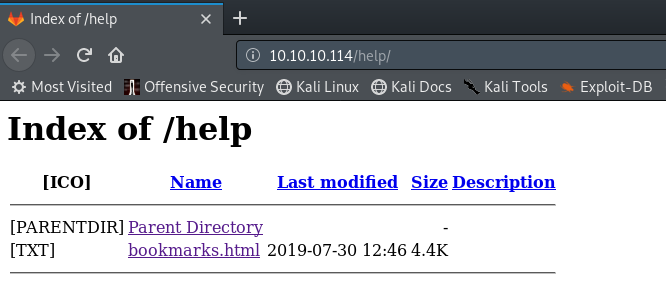 Index of /help
10.10.10.114/help/
Most Visited Offensive Security Kali Linux Kali Docs Kali Tools Exploit-DB
Index of /help
[ICO] Name Last modified Size Description
[PARENTDIR] Parent Directory -
[TXT] bookmarks.html 2019-07-30 12:46 4.4K